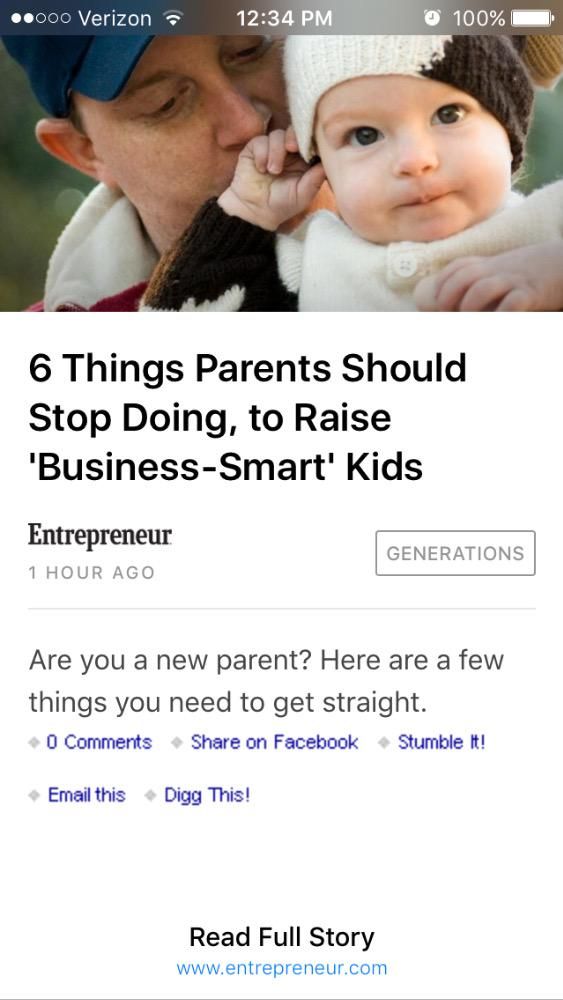 Verizon 12:34 PM 100%
6 Things Parents Should
Stop Doing, to Raise
'Business-Smart' Kids
Entrepreneur
1 HOUR AGO
GENERATIONS
Are you a new parent? Here are a few
things you need to get straight.
0 Comments Share on Facebook Stumble It!
Email this Digg This!
Read Full Story
www.entrepreneur.com